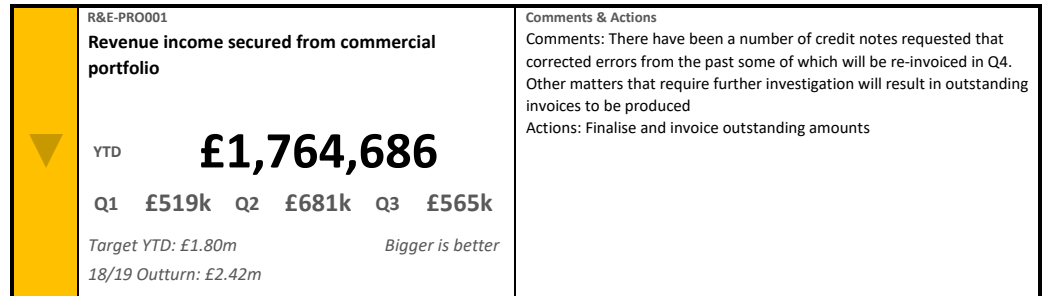 R&E-PRO001
Revenue income secured from commercial
portfolio
YTD £1,764,686
Q1 £519k Q2 £681k Q3 £565k
Target YTD: £1.80m Bigger is better
18/19 Outturn: £2.42m
Comments & Actions
Comments: There have been a number of credit notes requested that
corrected errors from the past some of which will be re-invoiced in Q4.
Other matters that require further investigation will result in outstanding
invoices to be produced
Actions: Finalise and invoice outstanding amounts